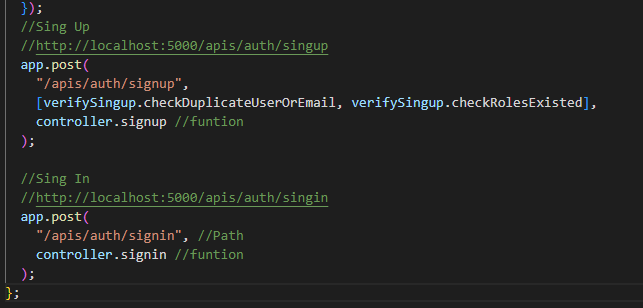 });
//Sing Up
//http://localhost:5000/apis/auth/singup
app.post(
"/apis/auth/signup",
[verifySingup.checkDuplicateUserOrEmail, verifySingup.checkRolesExisted],
controller.signup //funtion
);
//Sing In
//http://localhost:5000/apis/auth/singin
app.post(
"/apis/auth/signin", //Path
controller.signin //funtion
);
};